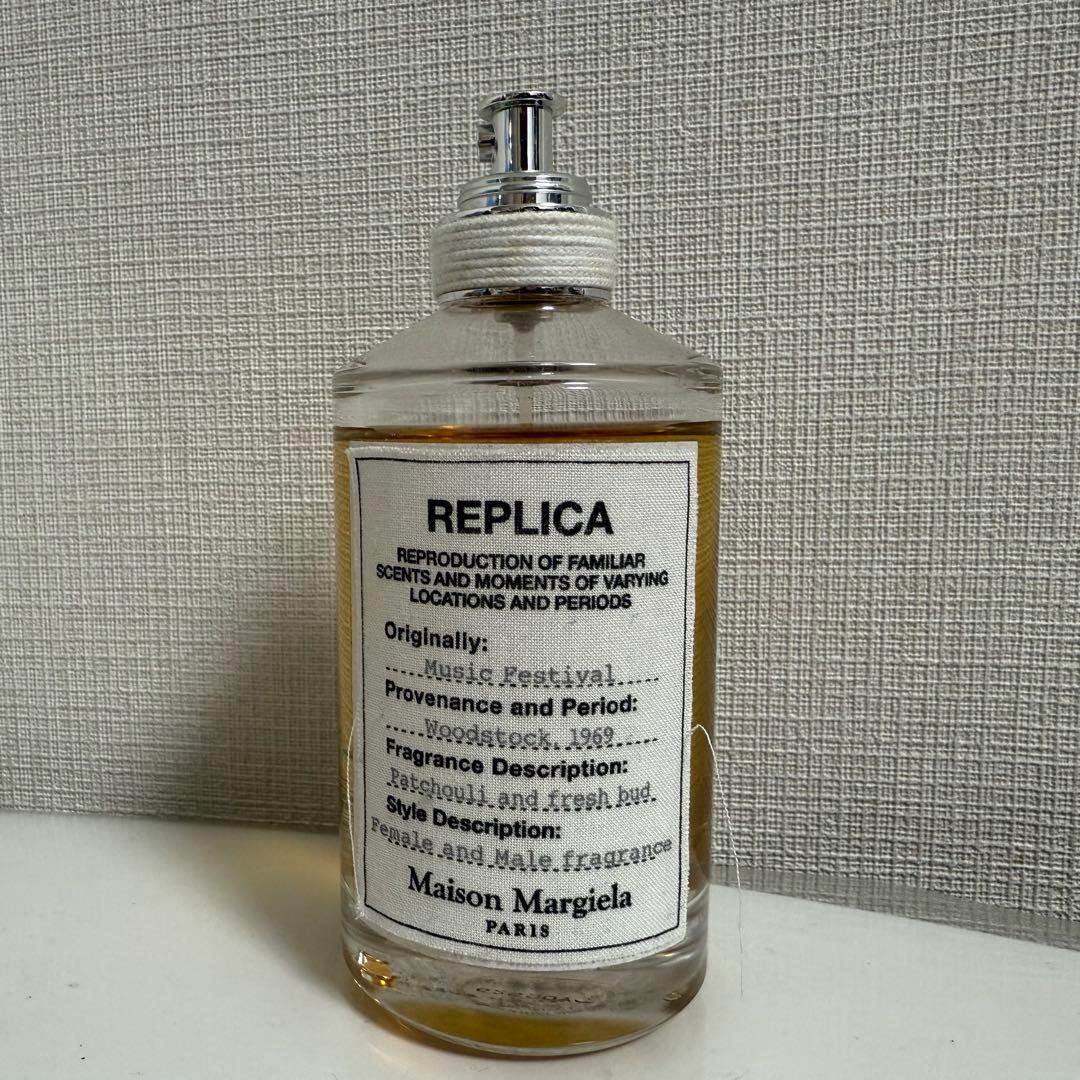 REPLICA
REPRODUCTION OF FAMILIAR
SCENTS AND MOMENTS OF VARYING
LOCATIONS AND PERIODS
Originally:
Music Festival
Provenance and Period:
Woodstock, 1969
Fragrance Description:
Patchouli and fresh bud
Style Description:
Female and Male fragrance
Maison Margiela
PARIS